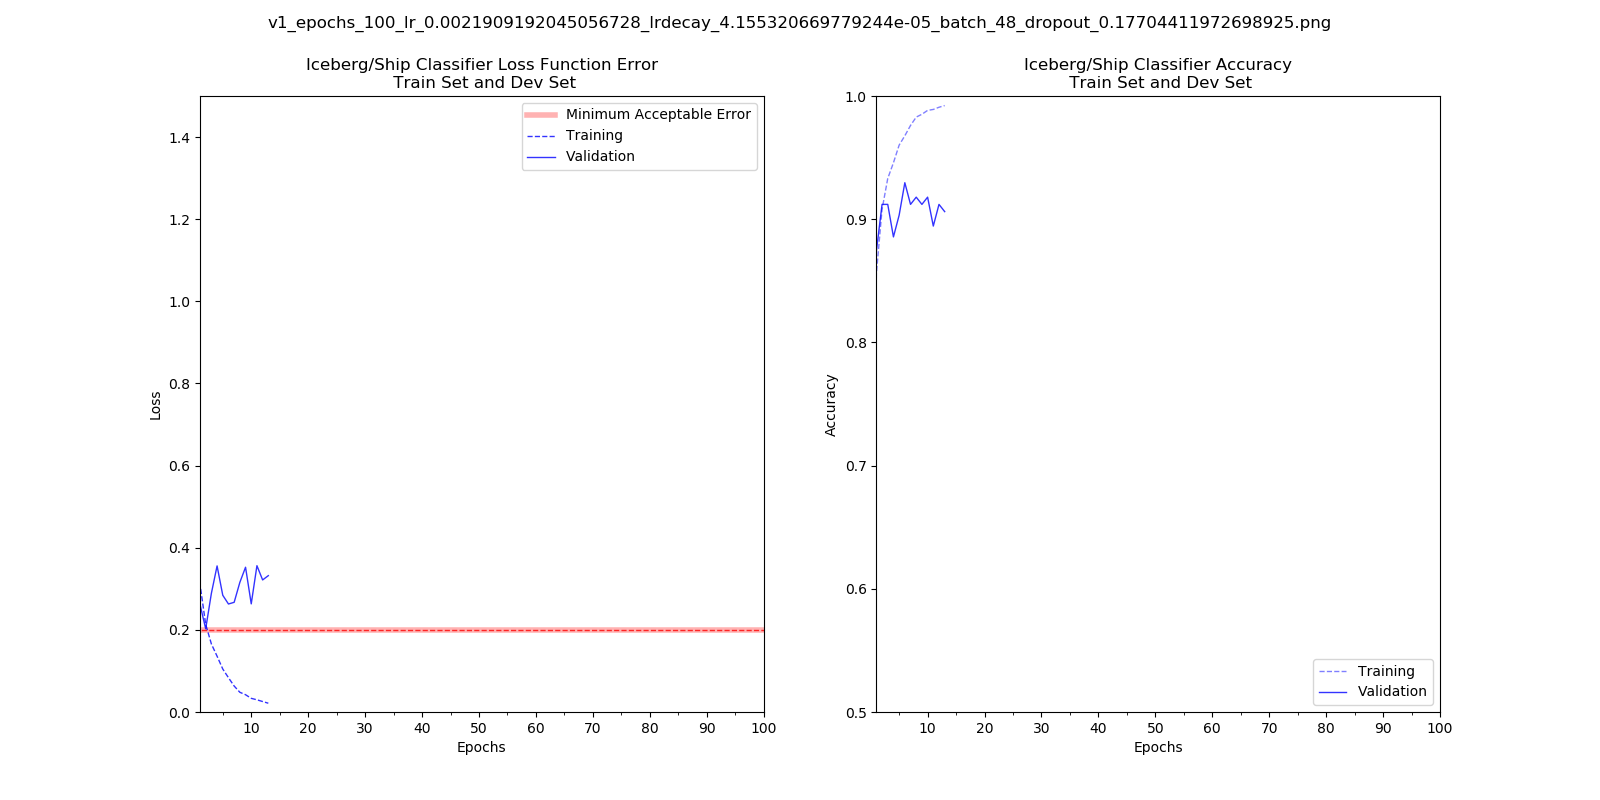 v1_epochs_100_lr_0.0021909192045056728_lrdecay_4.155320669779244e-05_batch_48_dropout_0.17704411972698925.png
Iceberg/Ship Classifier Loss Function Error
Train Set and Dev Set
Minimum Acceptable Error
Training
Validation
1.4
1.2
1.0
0.8
0.6
0.4
0.2
0.0
Loss
10 20 30 40 50 60 70 80 90 100
Epochs
Iceberg/Ship Classifier Accuracy
Train Set and Dev Set
1.0
0.9
0.8
0.7
0.6
0.5
Accuracy
Training
Validation
10 20 30 40 50 60 70 80 90 100
Epochs